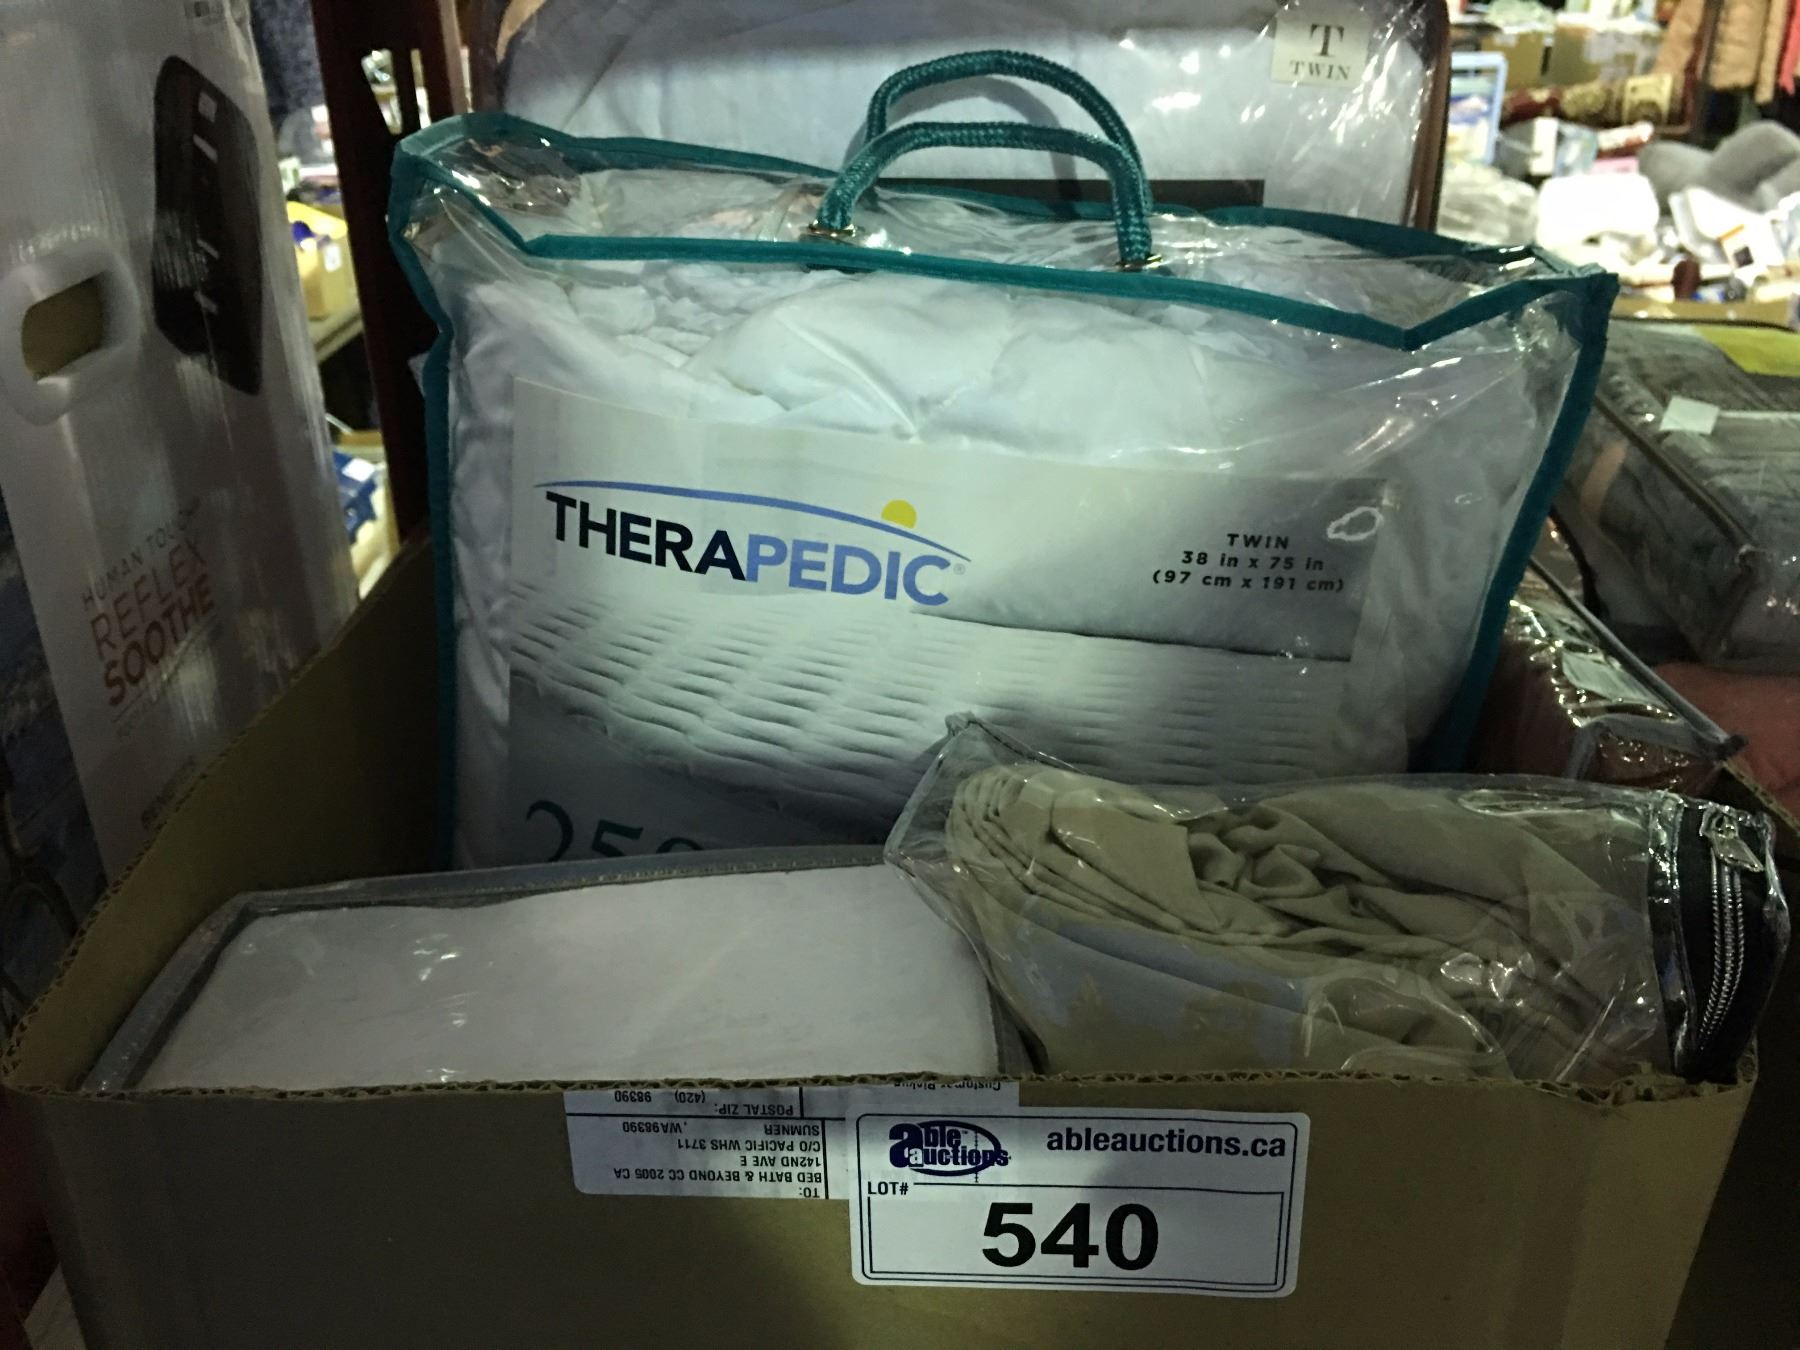 T
TWIN
THERAPEDIC®
TWIN
38 in x 75 in
(97 cm x 191 cm)
HUMAN TOUCH
REFLEX
SOOTHE
able
auctions
ableauctions.ca
LOT#
540
TO:
BED BATH & BEYOND CC 2005 CA
142ND AVE E
C/O PACIFIC WHS 3711
SUMNER , WA98390
POSTAL ZIP:
(420) 98390